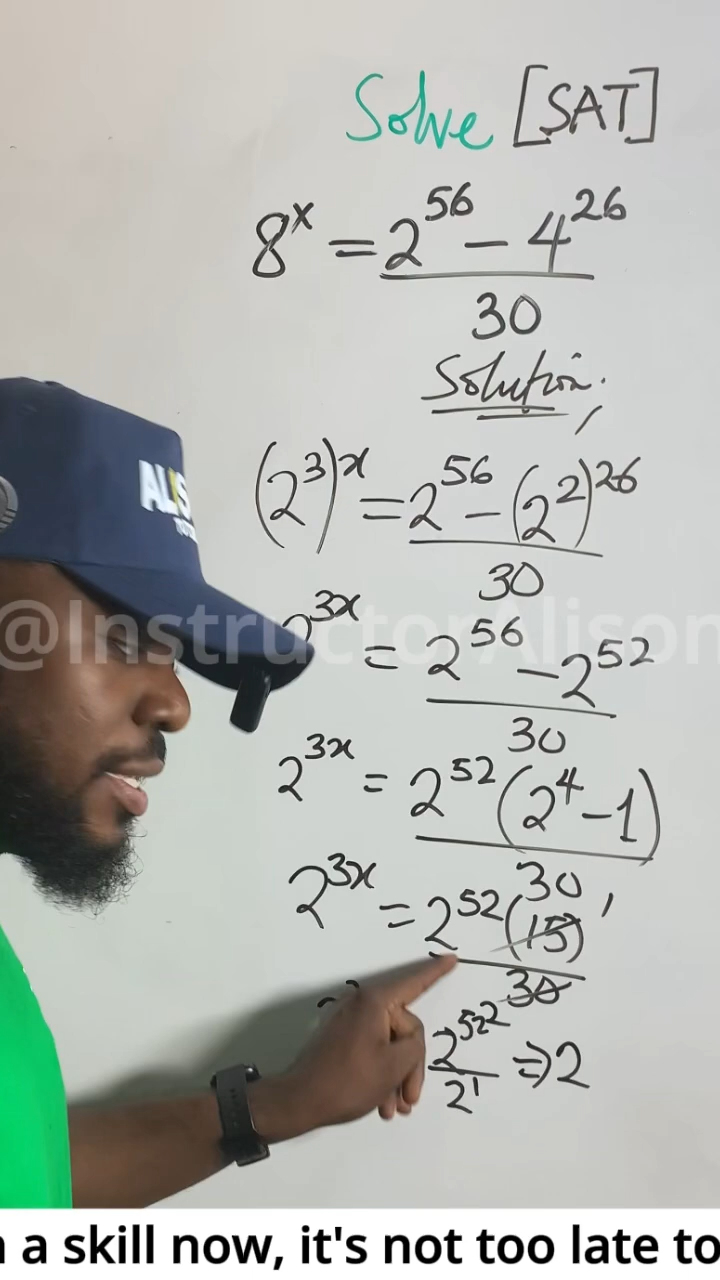 Solve [SAT]
8^x = 2^56 - 4^26
30
Solution.
(2^3)^x = 2^56 - (2^2)^26
30
@InstructorAlison
2^3x = 2^56 - 2^52
30
2^3x = 2^52 (2^4 - 1)
30
2^3x = 2^52 (15) 1
30 2
2^52
2^1 ⇒ 2
a skill now, it's not too late to